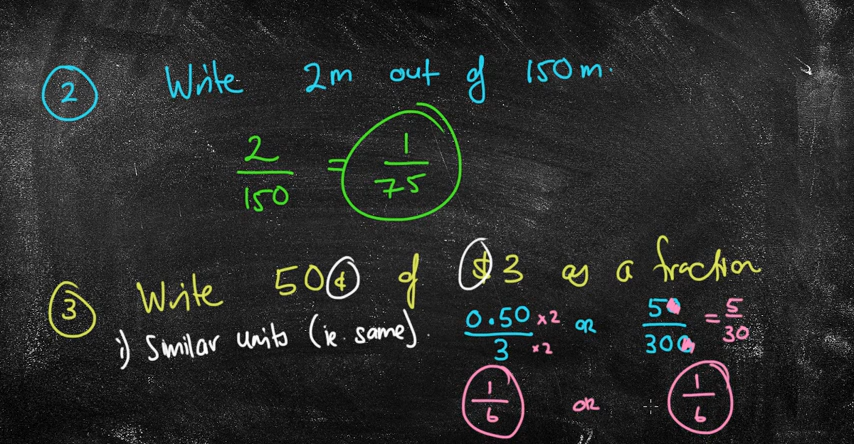 2 Write 2m out of 150m.
2/150 = 1/75
3 Write 50¢ of $3 as a fraction
i) Similar units (ie. same). 0.50/3 ×2 ×2 or 50/300 = 5/30
1/6 or 1/6